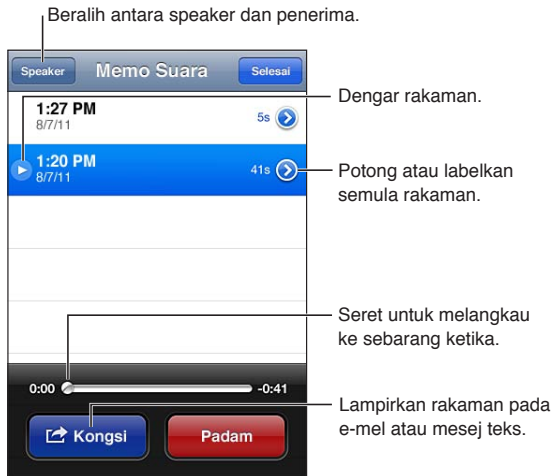 Beralih antara speaker dan penerima.
Speaker
Memo Suara
Selesai
1:27 PM
8/7/11
5s
Dengar rakaman.
1:20 PM
8/7/11
41s
Potong atau labelkan
semula rakaman.
Seret untuk melangkau
ke sebarang ketika.
0:00
-0:41
Kongsi
Padam
Lampirkan rakaman pada
e-mel atau mesej teks.